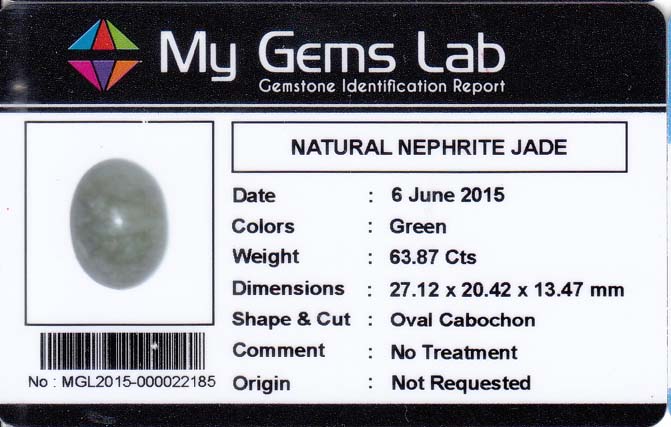 My Gems Lab
Gemstone Identification Report
NATURAL NEPHRITE JADE
Date : 6 June 2015
Colors : Green
Weight : 63.87 Cts
Dimensions : 27.12 x 20.42 x 13.47 mm
Shape & Cut : Oval Cabochon
Comment : No Treatment
Origin : Not Requested
No : MGL2015-000022185